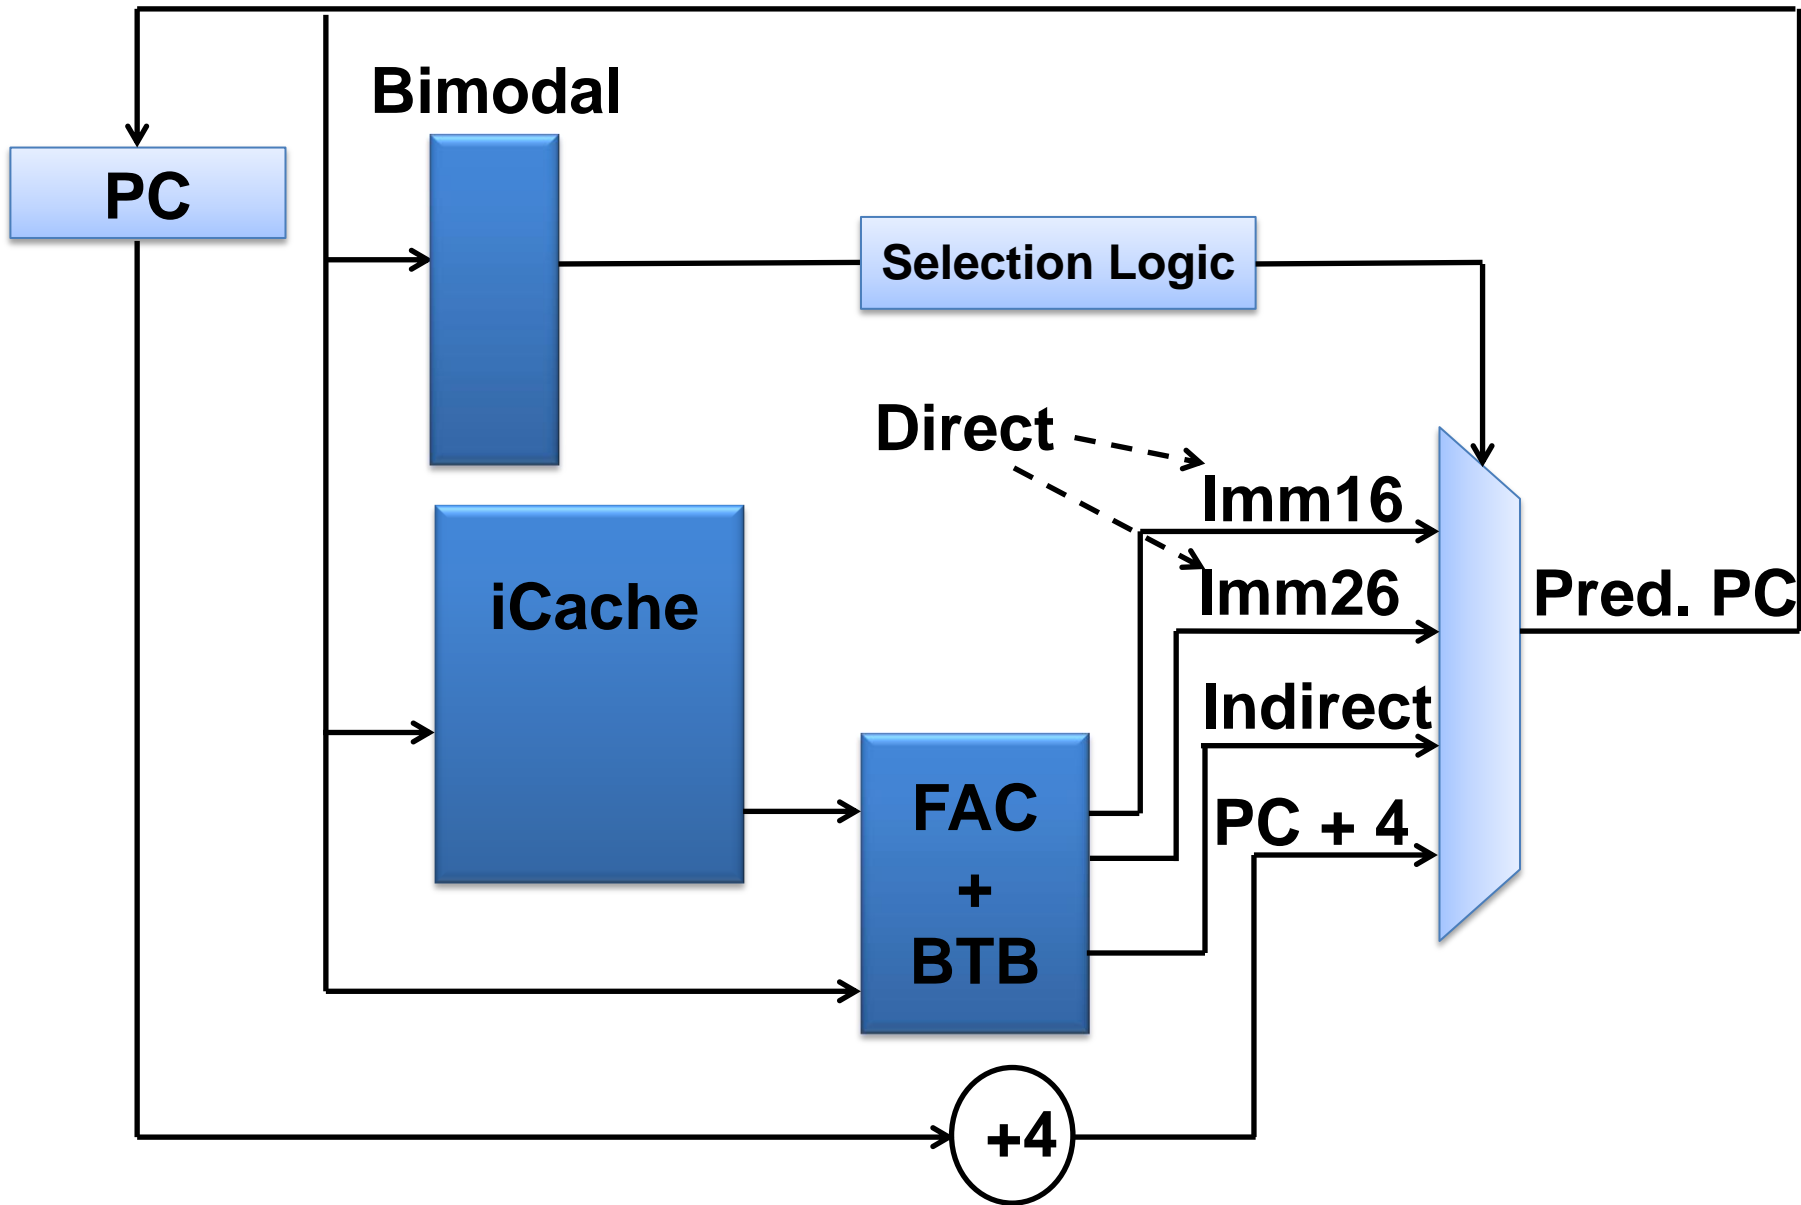 Bimodal
PC
Selection Logic
Direct
Imm16
iCache
Imm26
Pred. PC
Indirect
FAC
+
BTB
PC + 4
+4